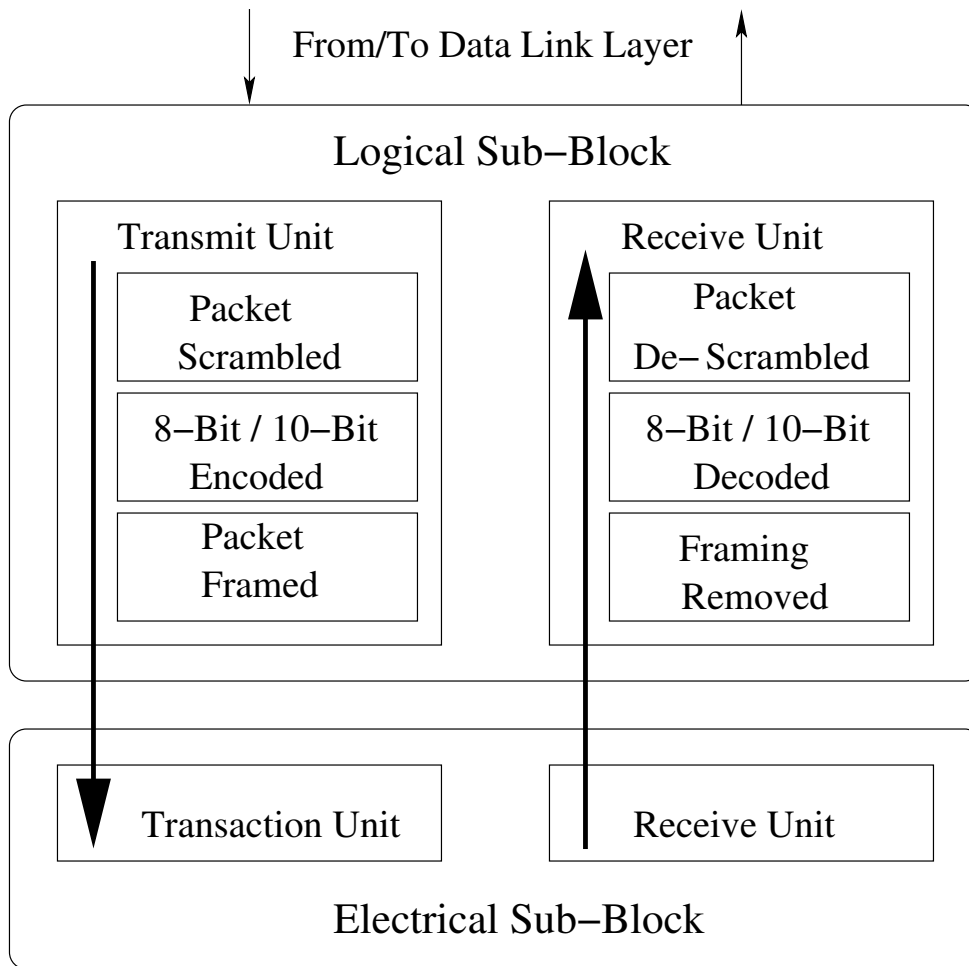 From/To Data Link Layer
Logical Sub−Block
Transmit Unit
Packet
Scrambled
8−Bit / 10−Bit
Encoded
Packet
Framed
Receive Unit
Packet
De− Scrambled
8−Bit / 10−Bit
Decoded
Framing
Removed
Transaction Unit
Receive Unit
Electrical Sub−Block